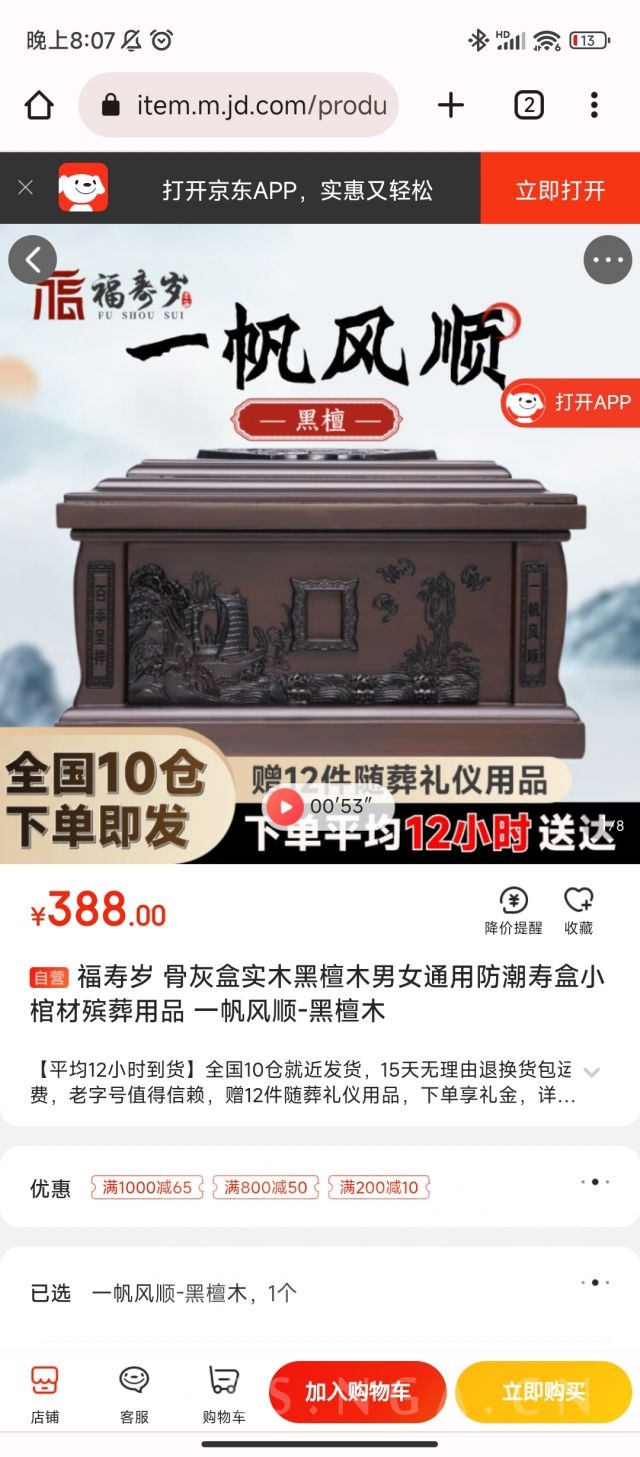 晚上8:07
HD
6
13
item.m.jd.com/produ
2
打开京东APP，实惠又轻松
立即打开
福寿岁
FU SHOU SUI
一帆风顺
黑檀
打开APP
百寿呈祥
一帆风顺
全国10仓
下单即发
赠12件随葬礼仪用品
00′53″
下单平均12小时送达
/8
¥388.00
降价提醒
收藏
自营 福寿岁 骨灰盒实木黑檀木男女通用防潮寿盒小
棺材殡葬用品 一帆风顺-黑檀木
【平均12小时到货】全国10仓就近发货，15天无理由退换货包运
费，老字号值得信赖，赠12件随葬礼仪用品，下单享礼金，详...
优惠
满1000减65
满800减50
满200减10
已选 一帆风顺-黑檀木，1个
店铺
客服
购物车
加入购物车
立即购买
S.NGA.CN